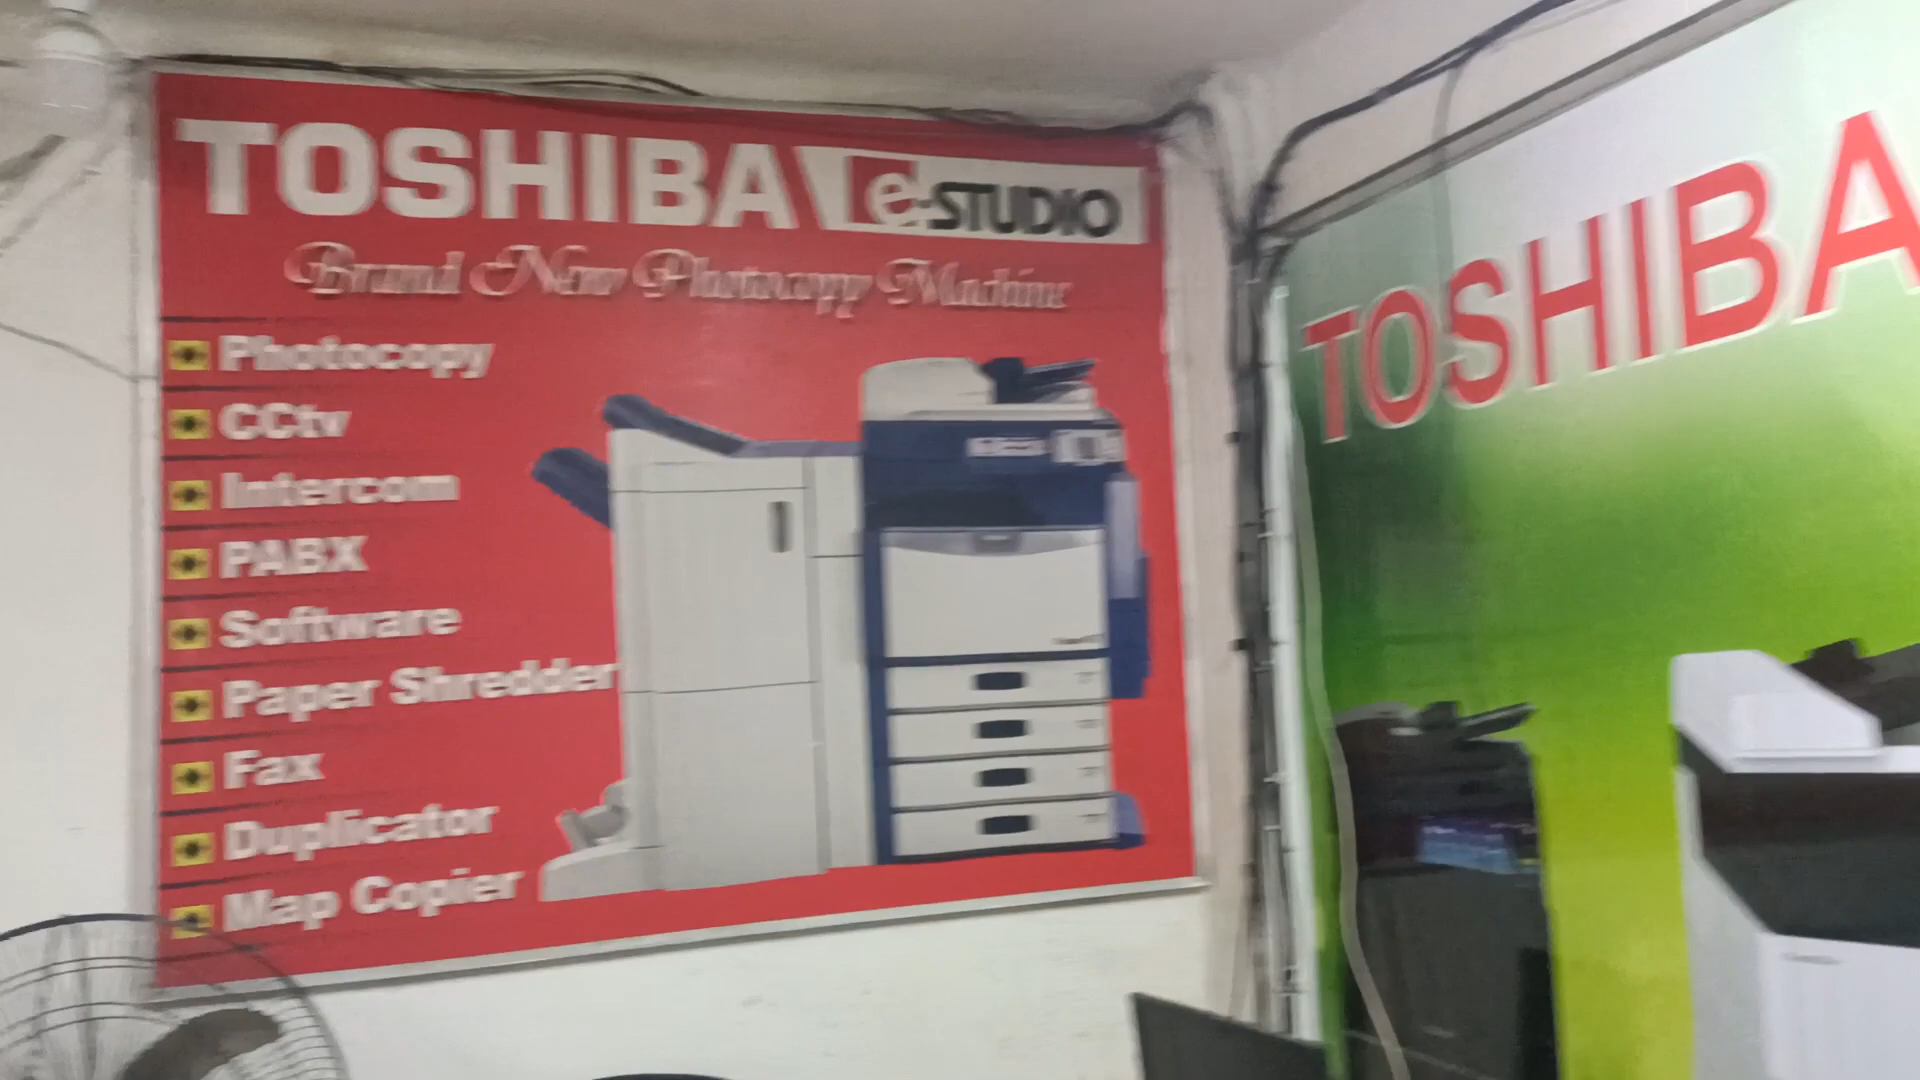 TOSHIBA e-STUDIO
Brand New Photocopy Machine
Photocopy
CCtv
Intercom
PABX
Software
Paper Shredder
Fax
Duplicator
Map Copier
TOSHIBA